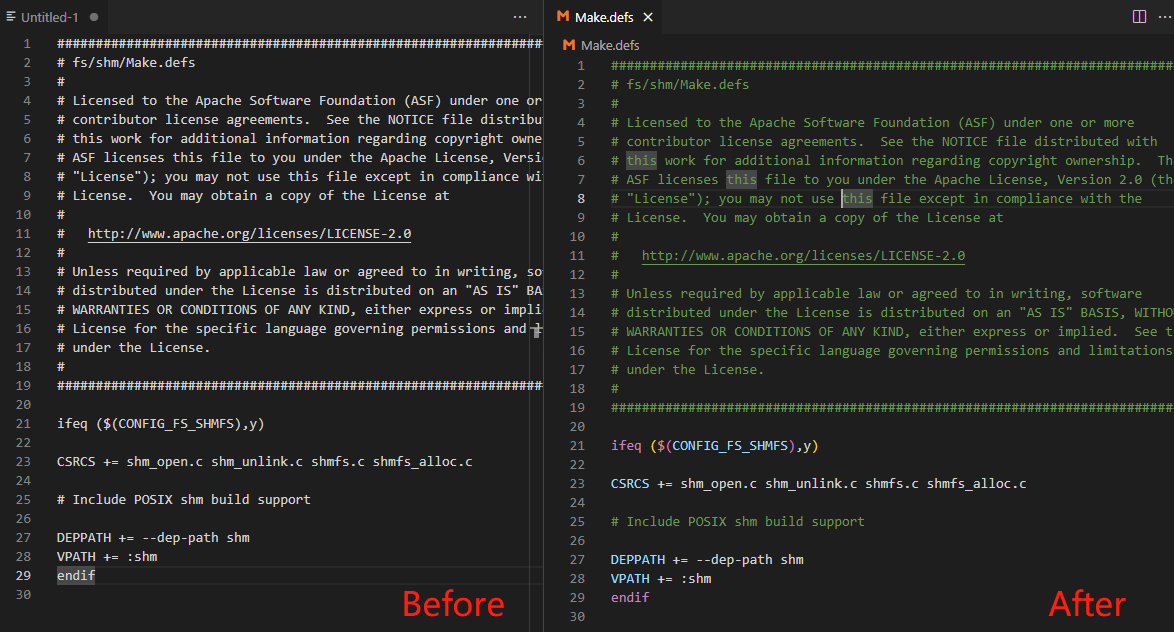 Untitled-1
1 ###############################################################
2 # fs/shm/Make.defs
3 #
4 # Licensed to the Apache Software Foundation (ASF) under one or
5 # contributor license agreements.  See the NOTICE file distribu
6 # this work for additional information regarding copyright owne
7 # ASF licenses this file to you under the Apache License, Versi
8 # "License"); you may not use this file except in compliance wi
9 # License.  You may obtain a copy of the License at
10 #
11 #   http://www.apache.org/licenses/LICENSE-2.0
12 #
13 # Unless required by applicable law or agreed to in writing, so
14 # distributed under the License is distributed on an "AS IS" BA
15 # WARRANTIES OR CONDITIONS OF ANY KIND, either express or impli
16 # License for the specific language governing permissions and
17 # under the License.
18 #
19 ###############################################################
20
21 ifeq ($(CONFIG_FS_SHMFS),y)
22
23 CSRCS += shm_open.c shm_unlink.c shmfs.c shmfs_alloc.c
24
25 # Include POSIX shm build support
26
27 DEPPATH += --dep-path shm
28 VPATH += :shm
29 endif
30
Before
Make.defs
Make.defs
1 #########################################################################
2 # fs/shm/Make.defs
3 #
4 # Licensed to the Apache Software Foundation (ASF) under one or more
5 # contributor license agreements.  See the NOTICE file distributed with
6 # this work for additional information regarding copyright ownership.  Th
7 # ASF licenses this file to you under the Apache License, Version 2.0 (th
8 # "License"); you may not use this file except in compliance with the
9 # License.  You may obtain a copy of the License at
10 #
11 #   http://www.apache.org/licenses/LICENSE-2.0
12 #
13 # Unless required by applicable law or agreed to in writing, software
14 # distributed under the License is distributed on an "AS IS" BASIS, WITHO
15 # WARRANTIES OR CONDITIONS OF ANY KIND, either express or implied.  See t
16 # License for the specific language governing permissions and limitations
17 # under the License.
18 #
19 #########################################################################
20
21 ifeq ($(CONFIG_FS_SHMFS),y)
22
23 CSRCS += shm_open.c shm_unlink.c shmfs.c shmfs_alloc.c
24
25 # Include POSIX shm build support
26
27 DEPPATH += --dep-path shm
28 VPATH += :shm
29 endif
30
After